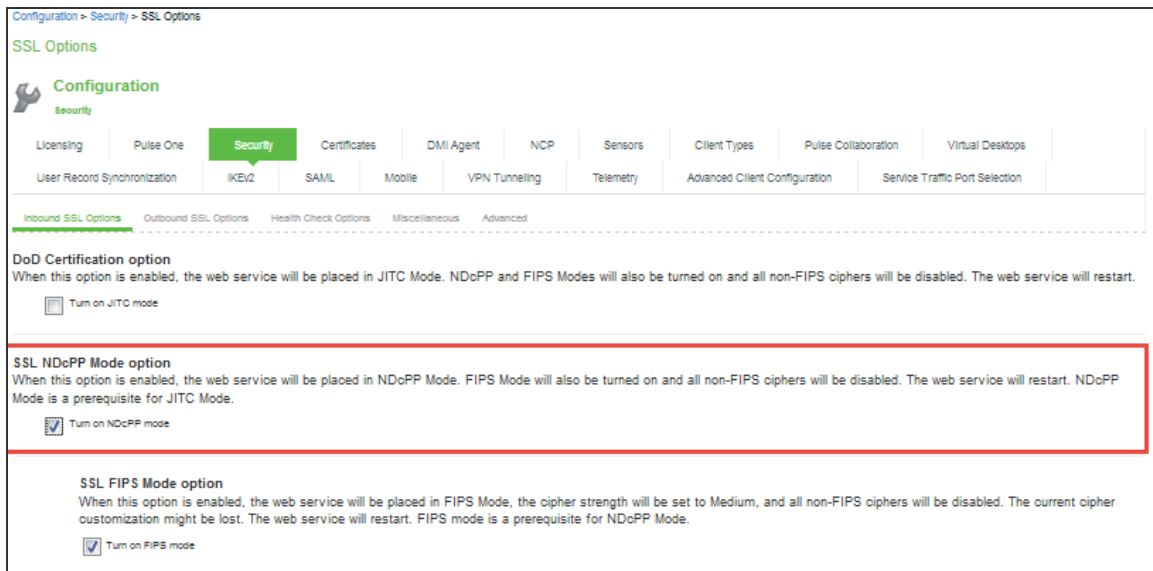 Configuration > Security > SSL Options
SSL Options
Configuration
Security
Licensing Pulse One Security Certificates DMI Agent NCP Sensors Client Types Pulse Collaboration Virtual Desktops
User Record Synchronization IKEv2 SAML Mobile VPN Tunneling Telemetry Advanced Client Configuration Service Traffic Port Selection
Inbound SSL Options Outbound SSL Options Health Check Options Miscellaneous Advanced
DoD Certification option
When this option is enabled, the web service will be placed in JITC Mode. NDcPP and FIPS Modes will also be turned on and all non-FIPS ciphers will be disabled. The web service will restart.
Turn on JITC mode
SSL NDcPP Mode option
When this option is enabled, the web service will be placed in NDcPP Mode. FIPS Mode will also be turned on and all non-FIPS ciphers will be disabled. The web service will restart. NDcPP
Mode is a prerequisite for JITC Mode.
Turn on NDcPP mode
SSL FIPS Mode option
When this option is enabled, the web service will be placed in FIPS Mode, the cipher strength will be set to Medium, and all non-FIPS ciphers will be disabled. The current cipher
customization might be lost. The web service will restart. FIPS mode is a prerequisite for NDcPP Mode.
Turn on FIPS mode